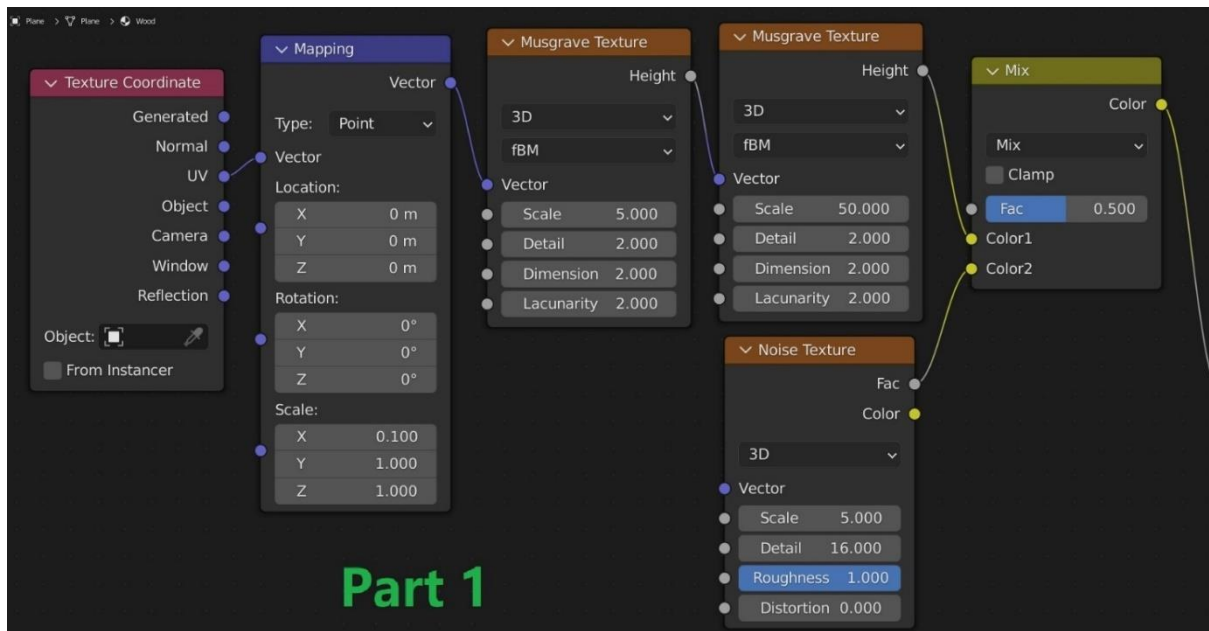 Plane > Plane > Wood
Texture Coordinate
Generated
Normal
UV
Object
Camera
Window
Reflection
Object:
From Instancer
Mapping
Vector
Type: Point
Vector
Location:
X 0 m
Y 0 m
Z 0 m
Rotation:
X 0°
Y 0°
Z 0°
Scale:
X 0.100
Y 1.000
Z 1.000
Musgrave Texture
Height
3D
fBM
Vector
Scale 5.000
Detail 2.000
Dimension 2.000
Lacunarity 2.000
Musgrave Texture
Height
3D
fBM
Vector
Scale 50.000
Detail 2.000
Dimension 2.000
Lacunarity 2.000
Noise Texture
Fac
Color
3D
Vector
Scale 5.000
Detail 16.000
Roughness 1.000
Distortion 0.000
Mix
Color
Mix
Clamp
Fac 0.500
Color1
Color2
Part 1